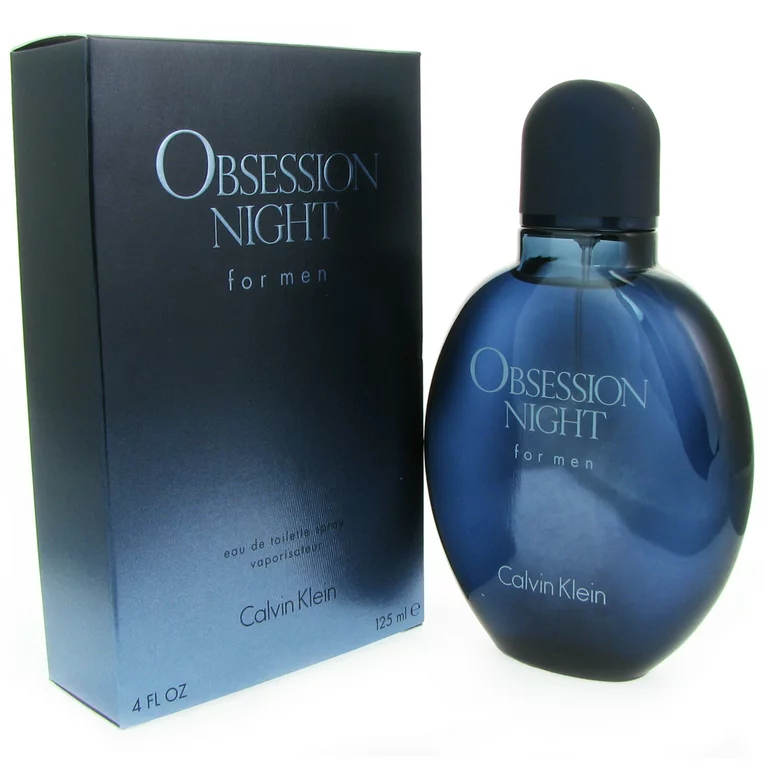 OBSESSION
NIGHT
for men
eau de toilette spray
vaporisateur
Calvin Klein
125 ml ℮
4 FL OZ
OBSESSION
NIGHT
for men
Calvin Klein